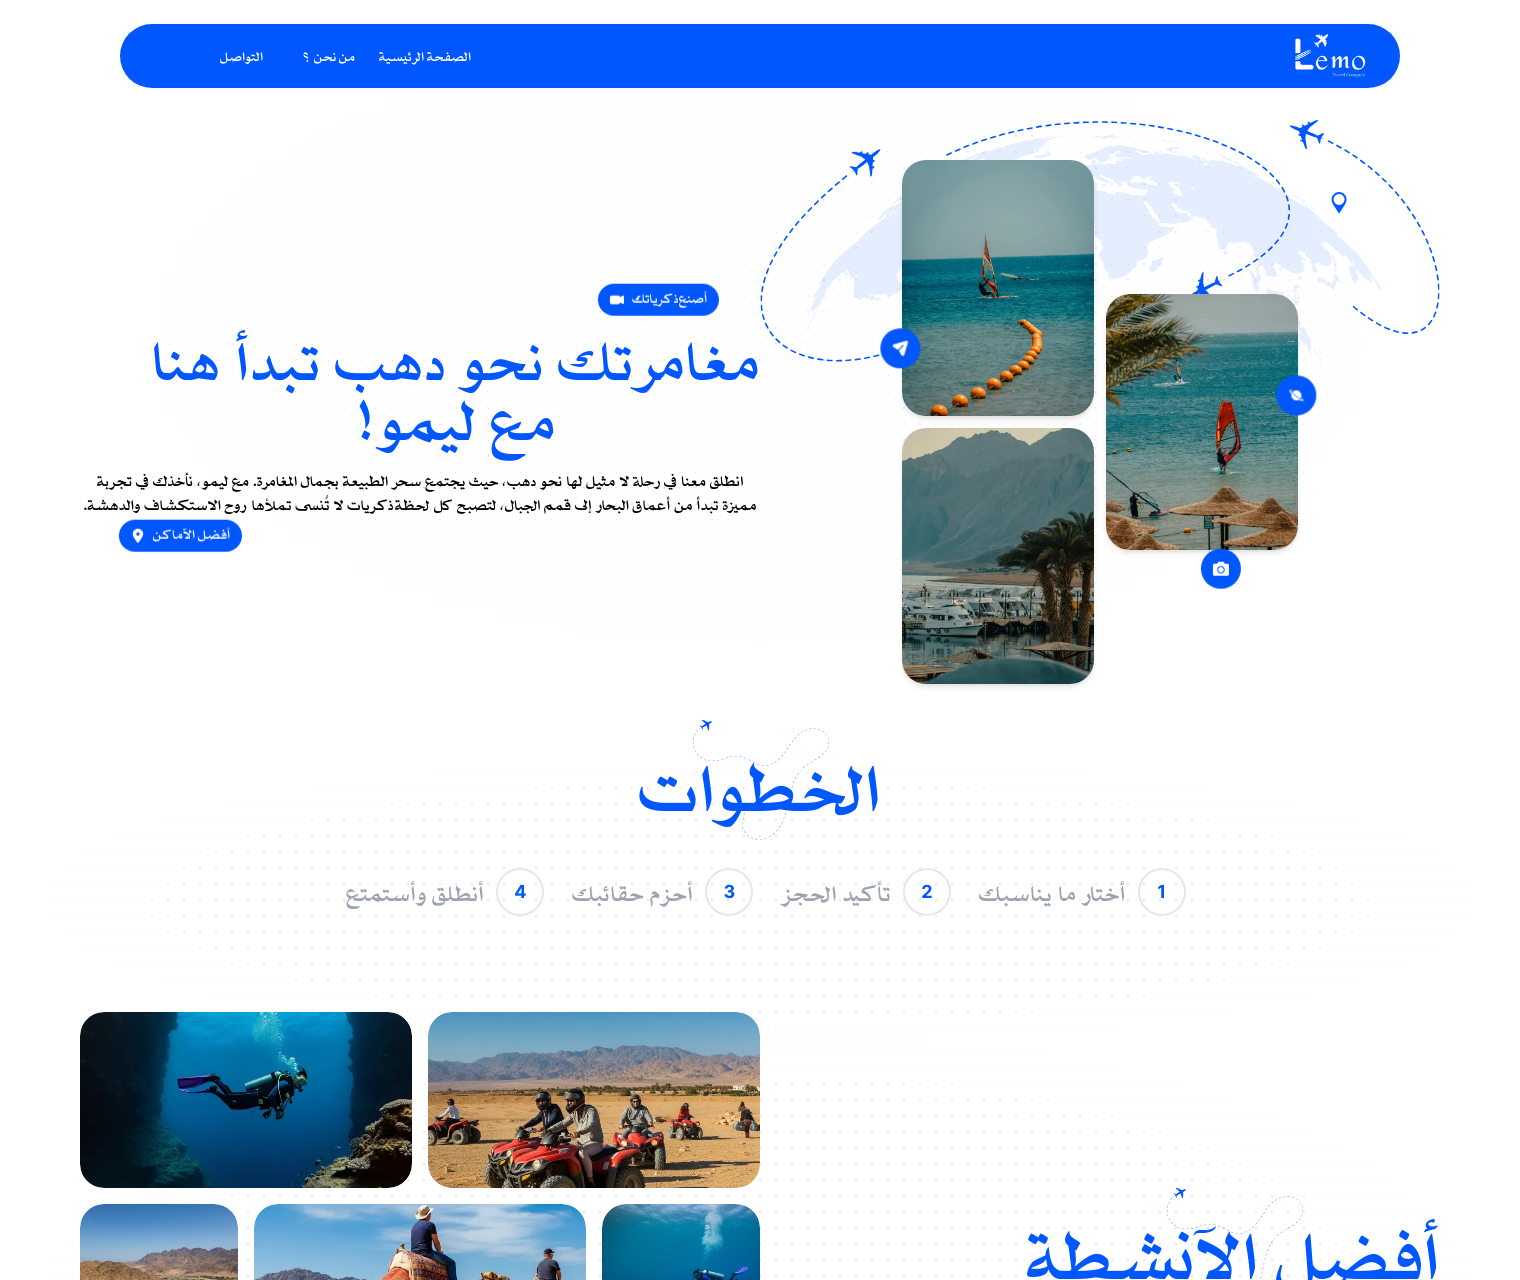 Lemo
Travel Company
الصفحة الرئيسية
من نحن ؟
التواصل
أصنع ذكرياتك
مغامرتك نحو دهب تبدأ هنا
مع ليمو!
انطلق معنا في رحلة لا مثيل لها نحو دهب، حيث يجتمع سحر الطبيعة بجمال المغامرة. مع ليمو، نأخذك في تجربة
مميزة تبدأ من أعماق البحار إلى قمم الجبال، لتصبح كل لحظة ذكريات لا تُنسى تملأها روح الاستكشاف والدهشة.
أفضل الآماكن
الخطوات
1 أختار ما يناسبك
2 تأكيد الحجز
3 أحزم حقائبك
4 أنطلق وأستمتع
أفضل الآنشطة